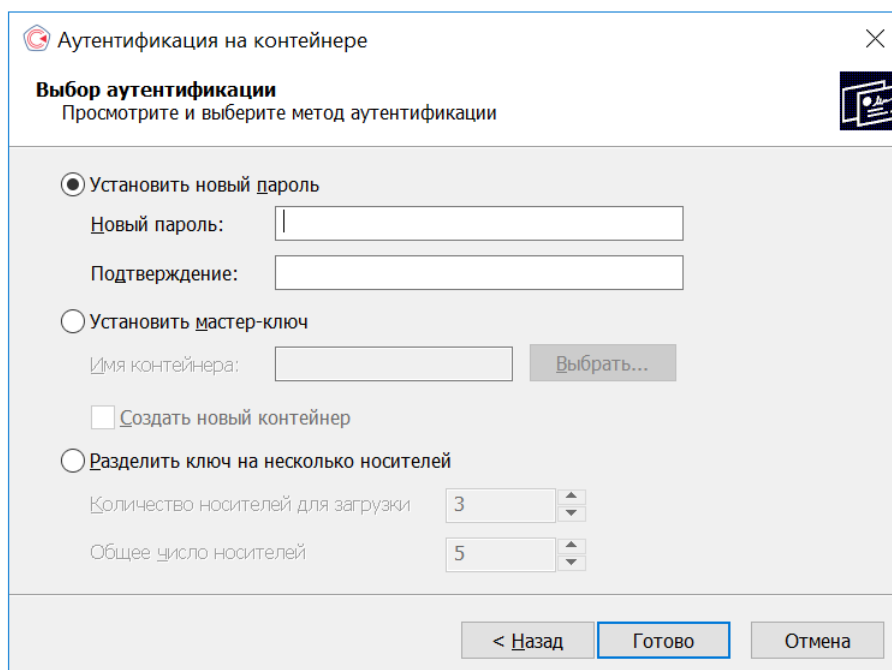 Аутентификация на контейнере
Выбор аутентификации
Просмотрите и выберите метод аутентификации
Установить новый пароль
Новый пароль:
Подтверждение:
Установить мастер-ключ
Имя контейнера:
Выбрать...
Создать новый контейнер
Разделить ключ на несколько носителей
Количество носителей для загрузки 3
Общее число носителей 5
< Назад Готово Отмена